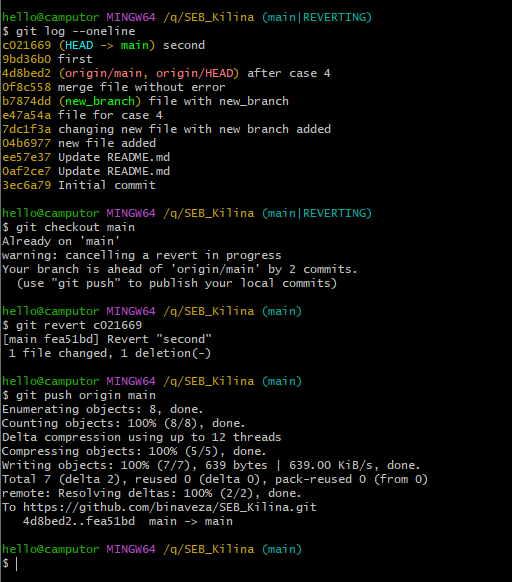 hello@camputor MINGW64 /q/SEB_Kilina (main|REVERTING)
$ git log --oneline
c021669 (HEAD -> main) second
9bd36b0 first
4d8bed2 (origin/main, origin/HEAD) after case 4
0f8c558 merge file without error
b7874dd (new_branch) file with new_branch
e47a54a file for case 4
7dc1f3a changing new file with new branch added
04b6977 new file added
ee57e37 Update README.md
0af2ce7 Update README.md
3ec6a79 Initial commit
hello@camputor MINGW64 /q/SEB_Kilina (main|REVERTING)
$ git checkout main
Already on 'main'
warning: cancelling a revert in progress
Your branch is ahead of 'origin/main' by 2 commits.
  (use "git push" to publish your local commits)
hello@camputor MINGW64 /q/SEB_Kilina (main)
$ git revert c021669
[main fea51bd] Revert "second"
 1 file changed, 1 deletion(-)
hello@camputor MINGW64 /q/SEB_Kilina (main)
$ git push origin main
Enumerating objects: 8, done.
Counting objects: 100% (8/8), done.
Delta compression using up to 12 threads
Compressing objects: 100% (5/5), done.
Writing objects: 100% (7/7), 639 bytes | 639.00 KiB/s, done.
Total 7 (delta 2), reused 0 (delta 0), pack-reused 0 (from 0)
remote: Resolving deltas: 100% (2/2), done.
To https://github.com/binaveza/SEB_Kilina.git
   4d8bed2..fea51bd  main -> main
hello@camputor MINGW64 /q/SEB_Kilina (main)
$